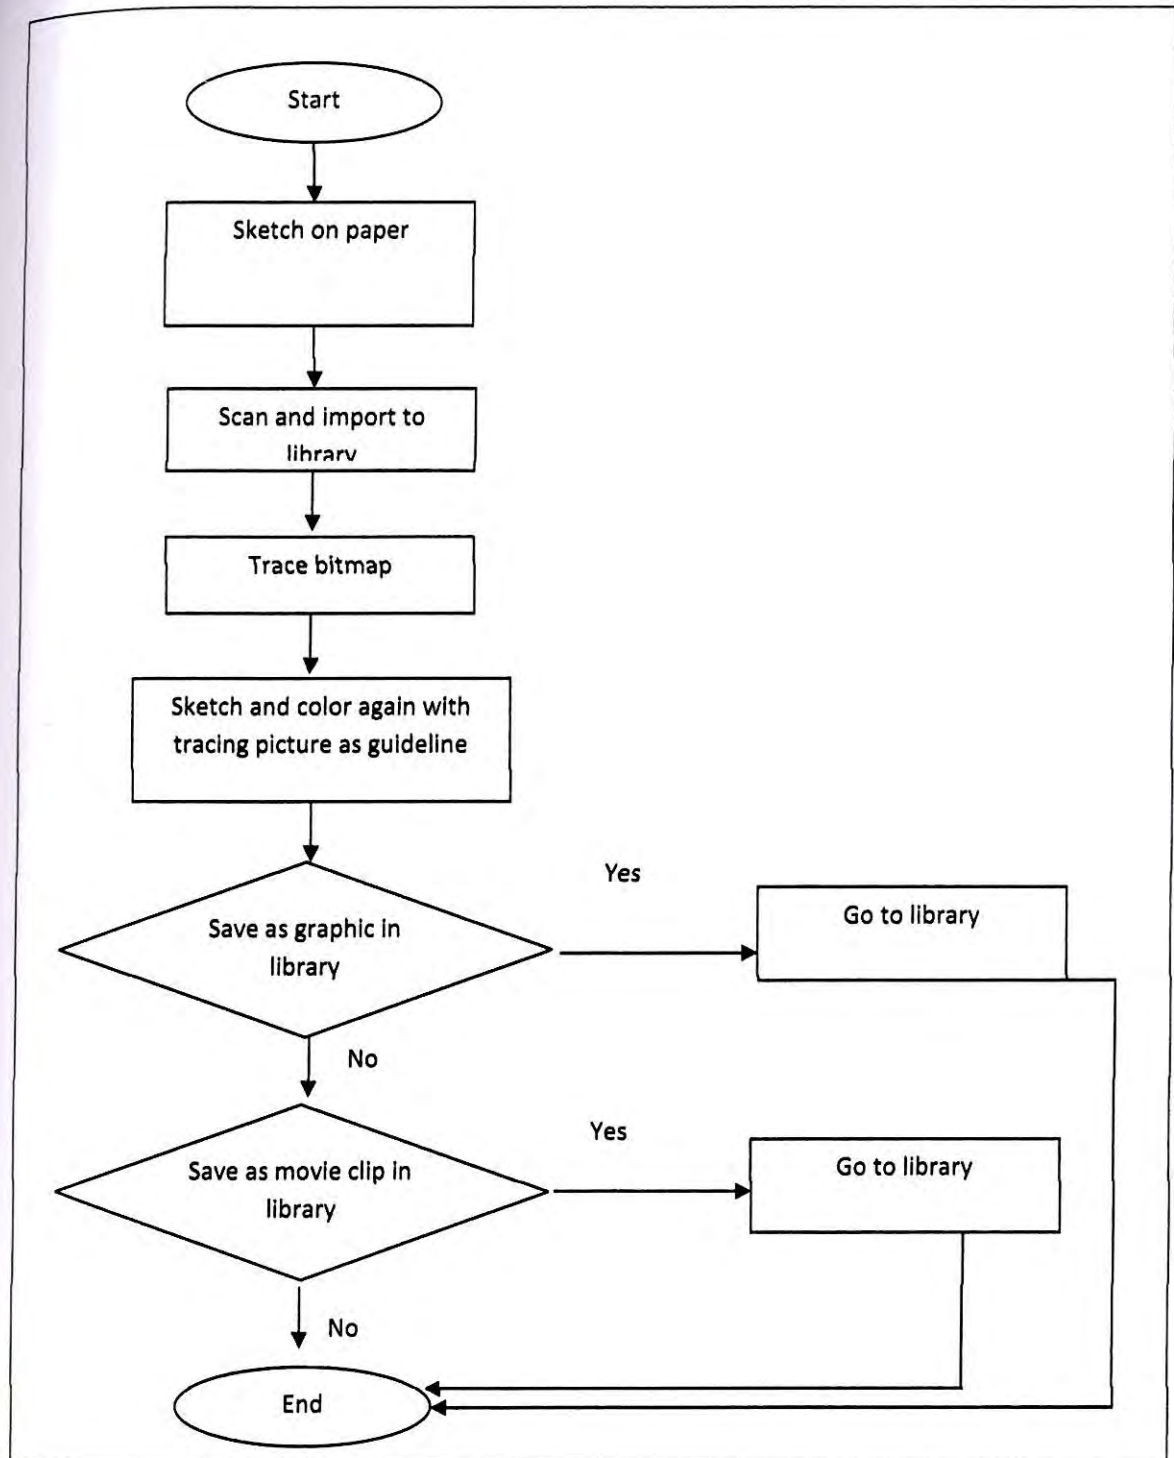 Start
Sketch on paper
Scan and import to
library
Trace bitmap
Sketch and color again with
tracing picture as guideline
Yes
Save as graphic in
library
Go to library
No
Yes
Save as movie clip in
library
Go to library
No
End